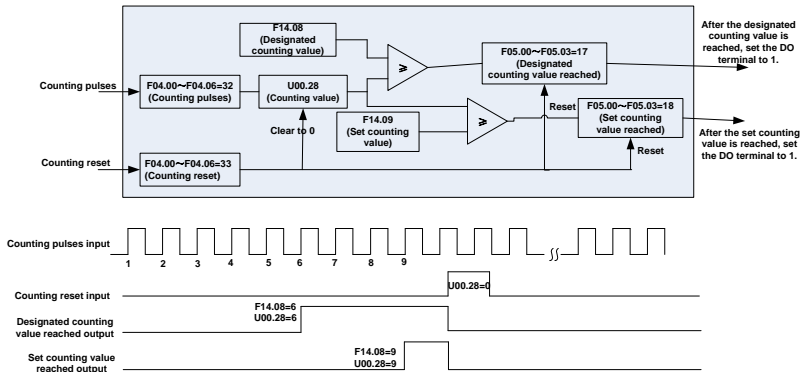 F14.08
(Designated
counting value)
F05.00～F05.03=17
(Designated
counting value reached)
After the designated
counting value is
reached, set the DO
terminal to 1.
≥
Counting pulses
F04.00～F04.06=32
(Counting pulses)
U00.28
(Counting value)
Clear to 0
F14.09
(Set counting
value)
≥
Reset
F05.00～F05.03=18
(Set counting
value reached)
Reset
After the set counting
value is reached, set
the DO terminal to 1.
Counting reset
F04.00～F04.06=33
(Counting reset)
Counting pulses input
1 2 3 4 5 6 7 8 9
Counting reset input
U00.28=0
Designated counting
value reached output
F14.08=6
U00.28=6
Set counting value
reached output
F14.08=9
U00.28=9